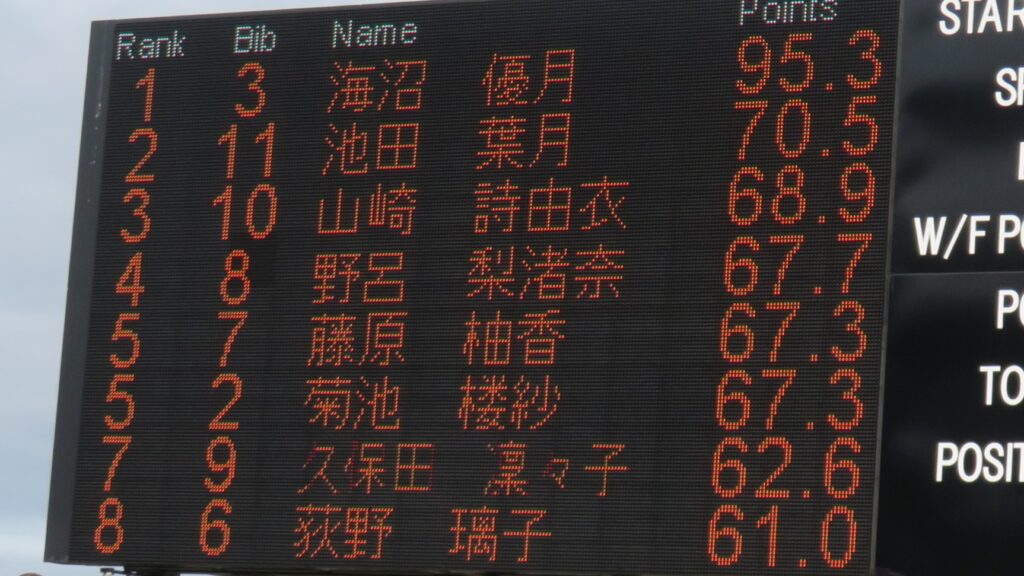 Rank Bib Name Points
1 3 海沼 優月 95.3
2 11 池田 葉月 70.5
3 10 山崎 詩由衣 68.9
4 8 野呂 梨渚奈 67.7
5 7 藤原 柚香 67.3
5 2 菊池 楼紗 67.3
7 9 久保田 凛々子 62.6
8 6 荻野 璃子 61.0
STAR
SP
W/F PO
PO
TO
POSIT